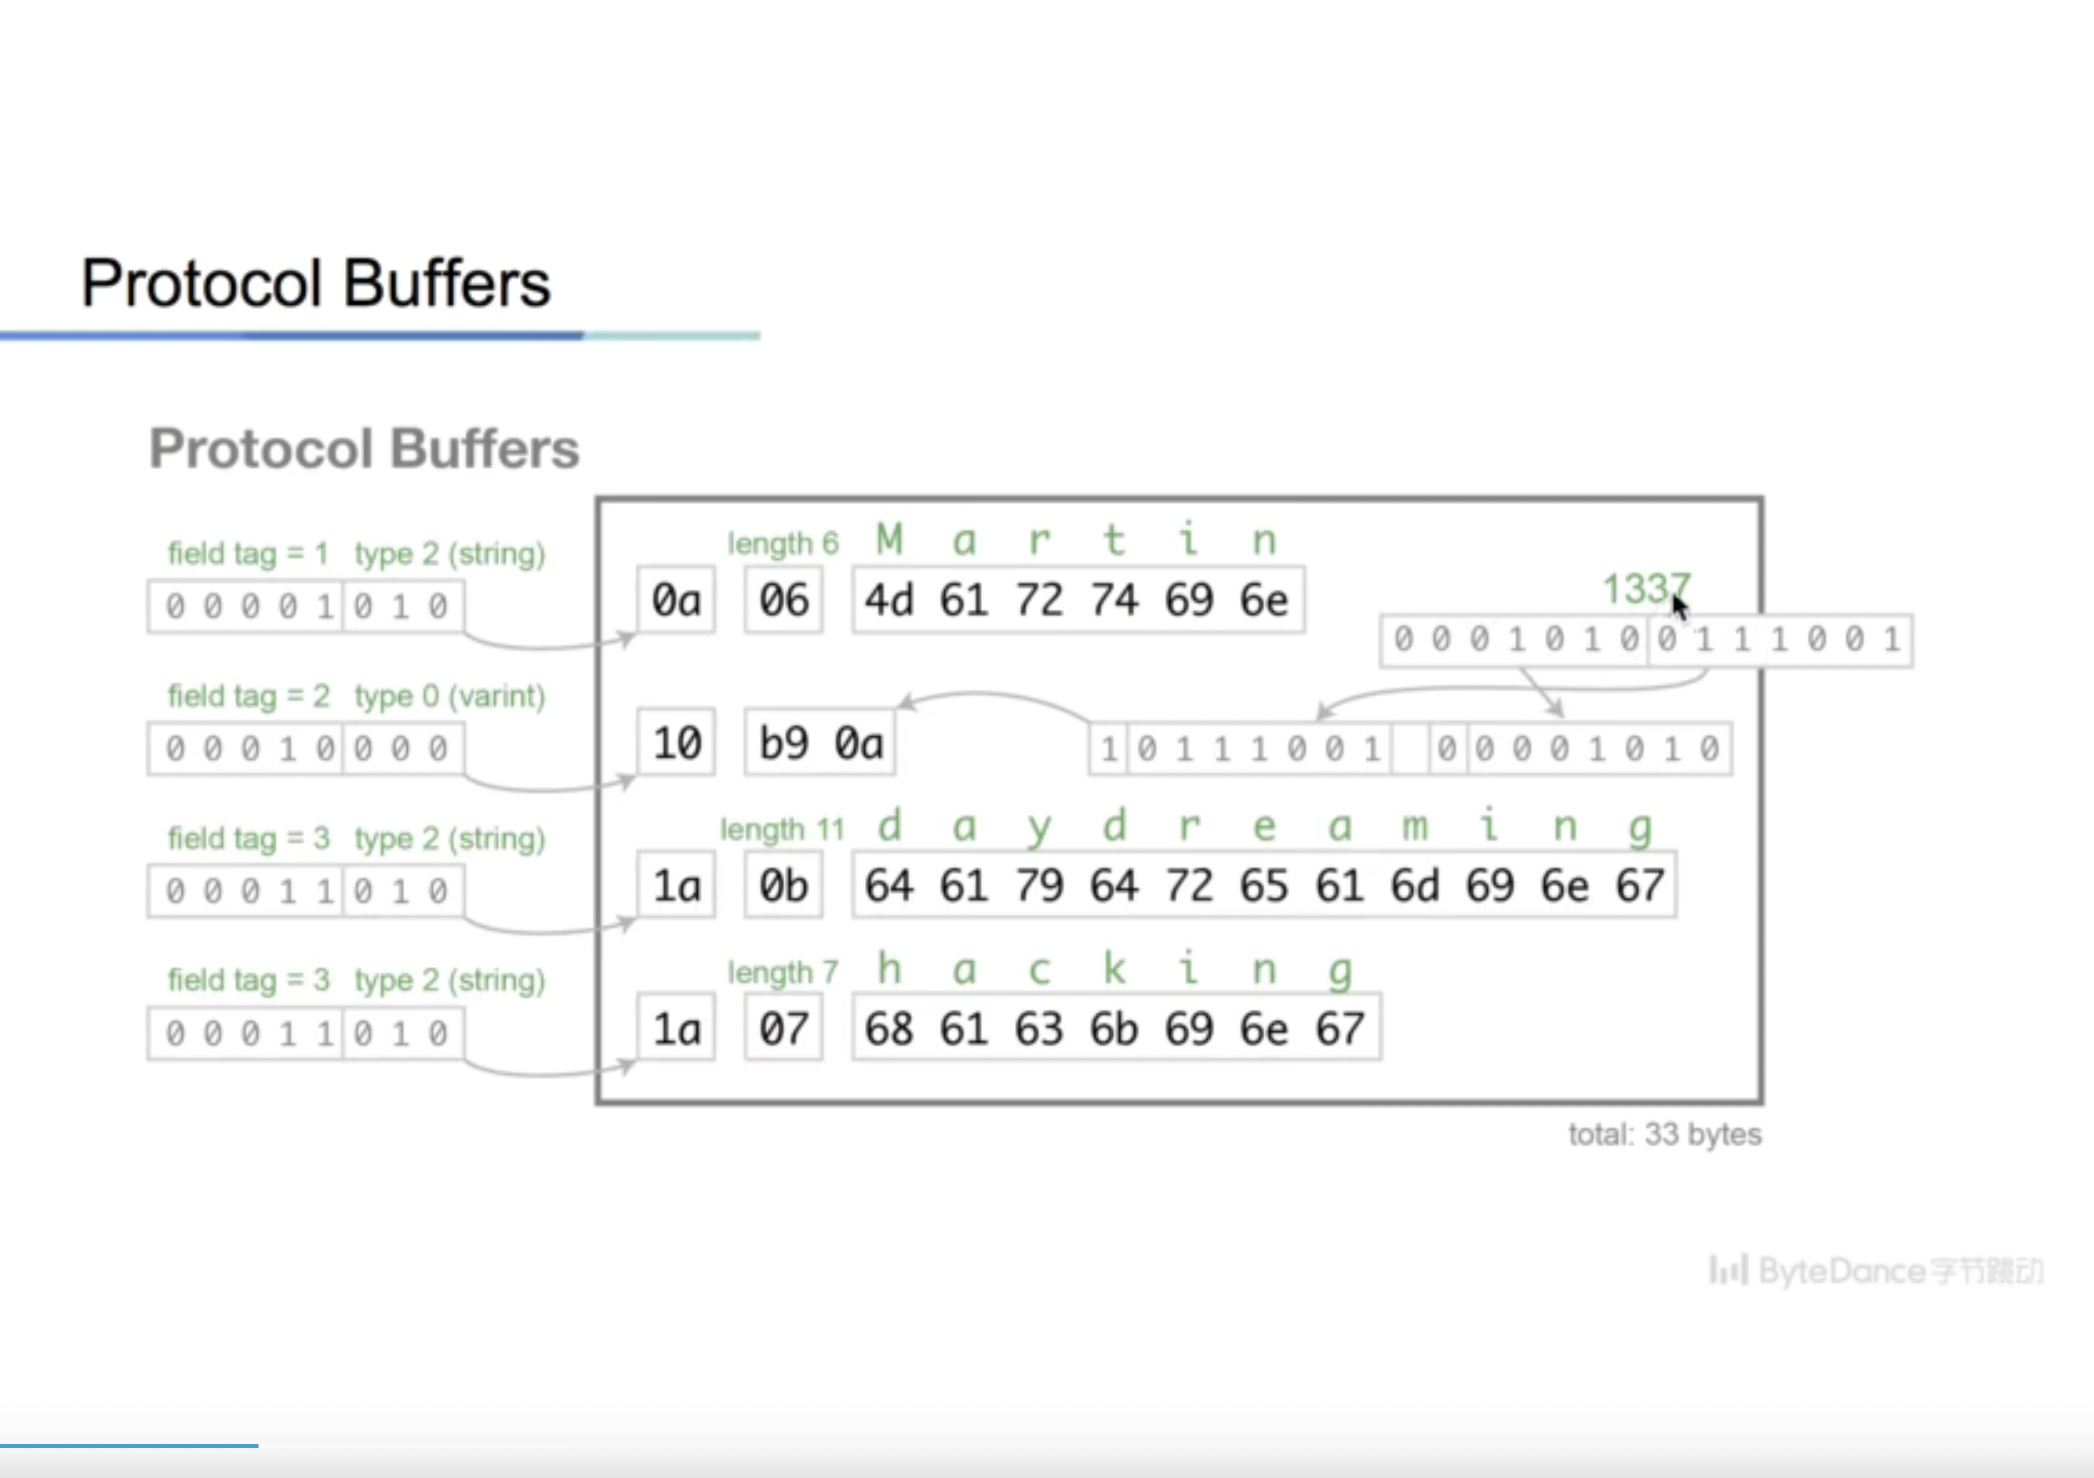 Protocol Buffers
Protocol Buffers
field tag = 1 type 2 (string)
0 0 0 0 1 0 1 0
length 6 M a r t i n
0a 06 4d 61 72 74 69 6e
1337
0 0 0 1 0 1 0 0 1 1 1 0 0 1
field tag = 2 type 0 (varint)
0 0 0 1 0 0 0 0
10 b9 0a
1 0 1 1 1 0 0 1 0 0 0 0 1 0 1 0
field tag = 3 type 2 (string)
0 0 0 1 1 0 1 0
length 11 d a y d r e a m i n g
1a 0b 64 61 79 64 72 65 61 6d 69 6e 67
field tag = 3 type 2 (string)
0 0 0 1 1 0 1 0
length 7 h a c k i n g
1a 07 68 61 63 6b 69 6e 67
total: 33 bytes
ByteDance字节跳动